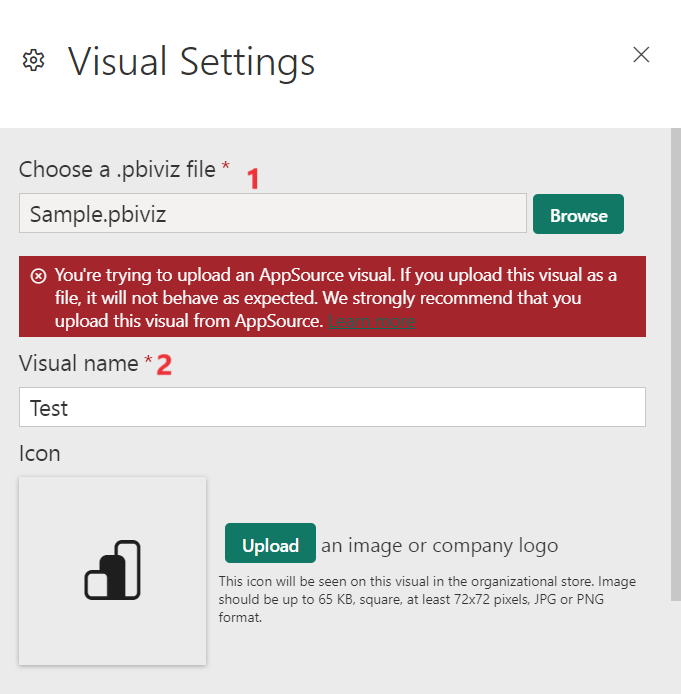 Visual Settings
Choose a .pbiviz file * 1
Sample.pbiviz Browse
You're trying to upload an AppSource visual. If you upload this visual as a
file, it will not behave as expected. We strongly recommend that you
upload this visual from AppSource. Learn more
Visual name * 2
Test
Icon
Upload an image or company logo
This icon will be seen on this visual in the organizational store. Image
should be up to 65 KB, square, at least 72x72 pixels, JPG or PNG
format.